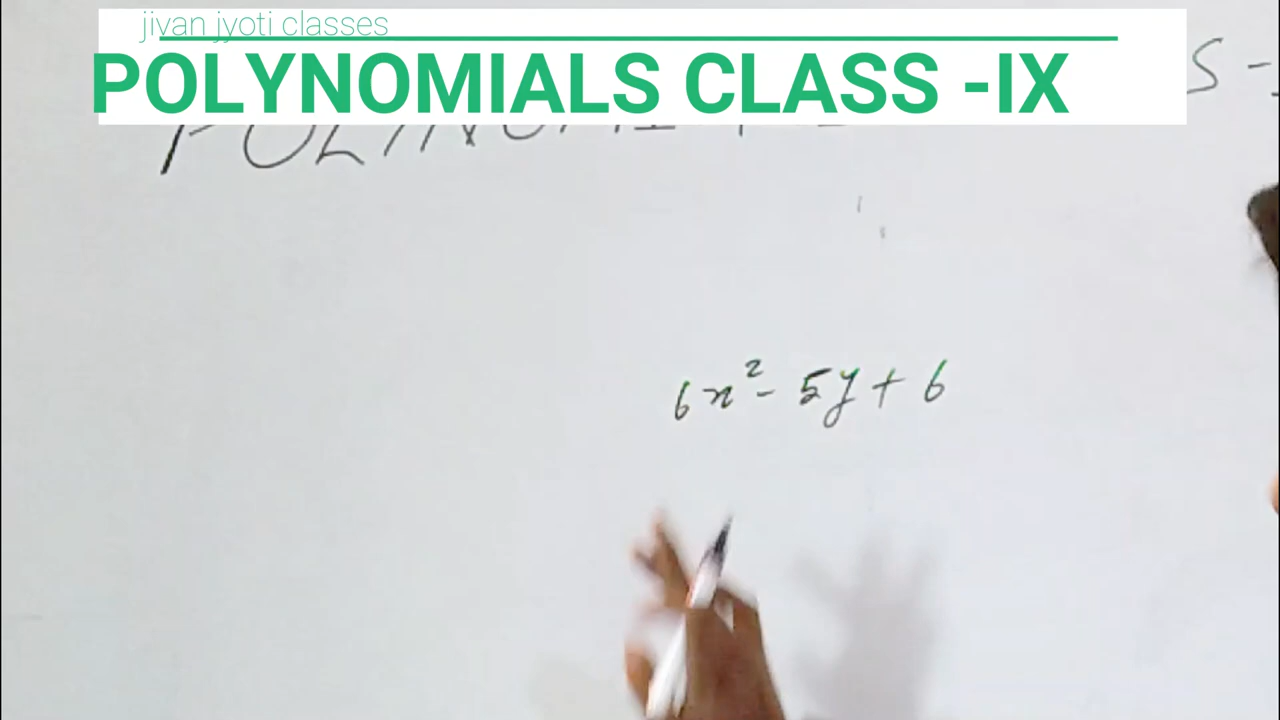 jivan jyoti classes
POLYNOMIALS CLASS -IX
6x² - 5y + 6